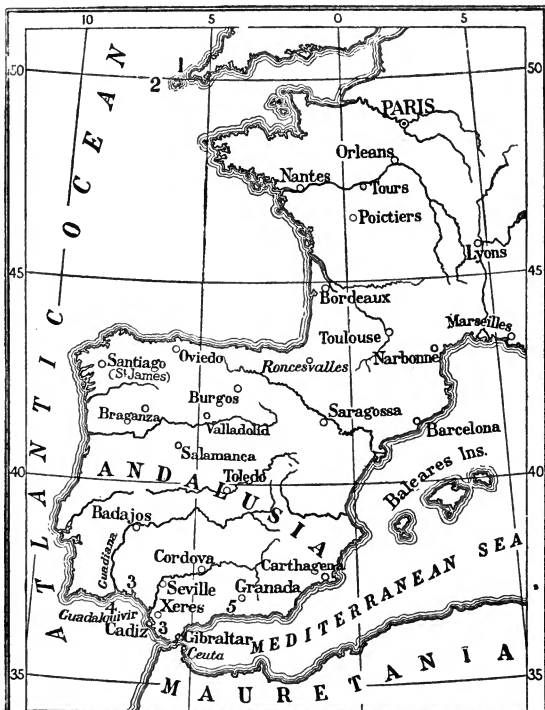 10 5 0 5
50 50
1
2
ATLANTIC OCEAN
PARIS
Orleans
Nantes
Tours
Poictiers
Lyons
45 45
Bordeaux
Marseilles
Toulouse
Narbonne
Oviedo
Roncesvalles
Santiago
(St James)
Burgos
Braganza
Saragossa
Valladolid
Barcelona
Salamanca
Baleares Ins.
40 40
ANDALUSIA
Toledo
Badajos
Guadiana
Cordova
Carthagena
3
Seville
Granada
4
Xeres
5
Guadalquivir
Cadiz
3
Gibraltar
Ceuta
MEDITERRANEAN SEA
35 35
MAURETANĪA